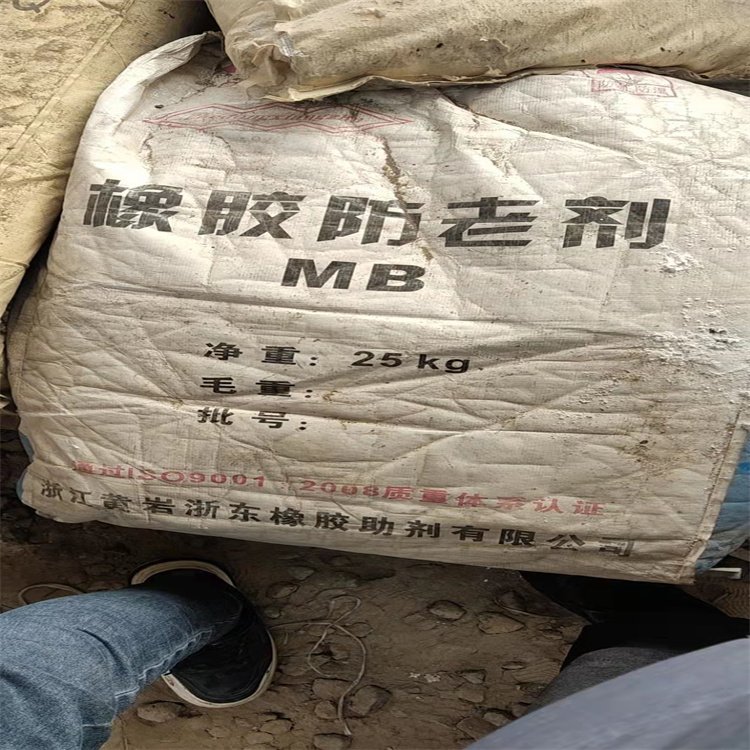 橡胶防老剂
MB
净重：25kg
毛重：
批号：
通过ISO9001：2008质量体系认证
浙江黄岩浙东橡胶助剂有限公司